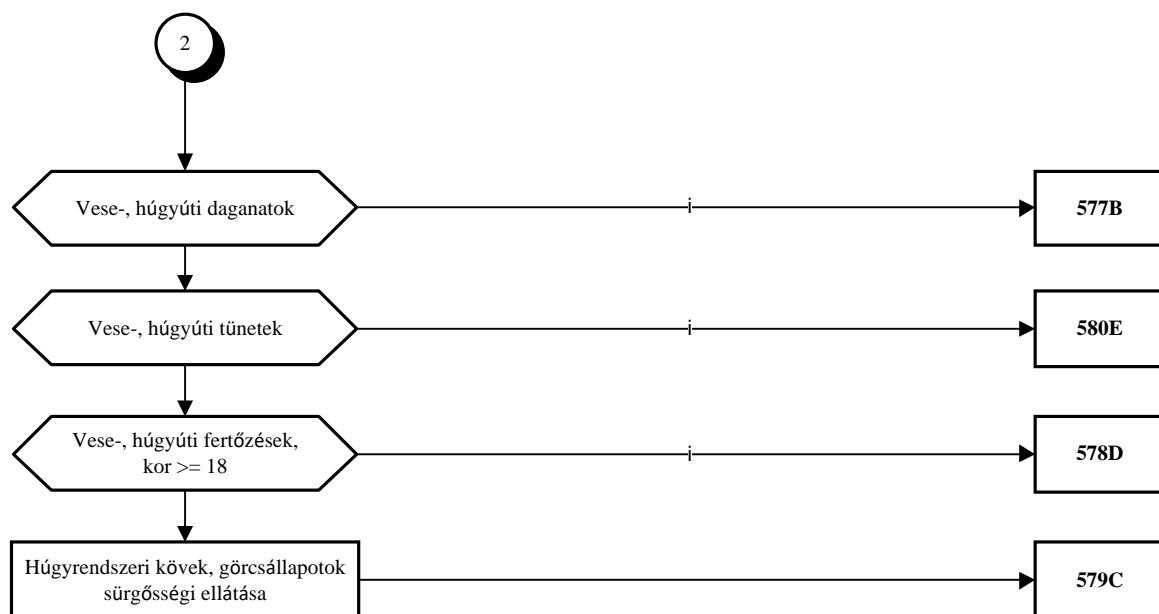 2
Vese-, húgyúti daganatok
i
577B
Vese-, húgyúti tünetek
i
580E
Vese-, húgyúti fertőzések,
kor >= 18
i
578D
Húgyrendszeri kövek, görcsállapotok
sürgősségi ellátása
579C